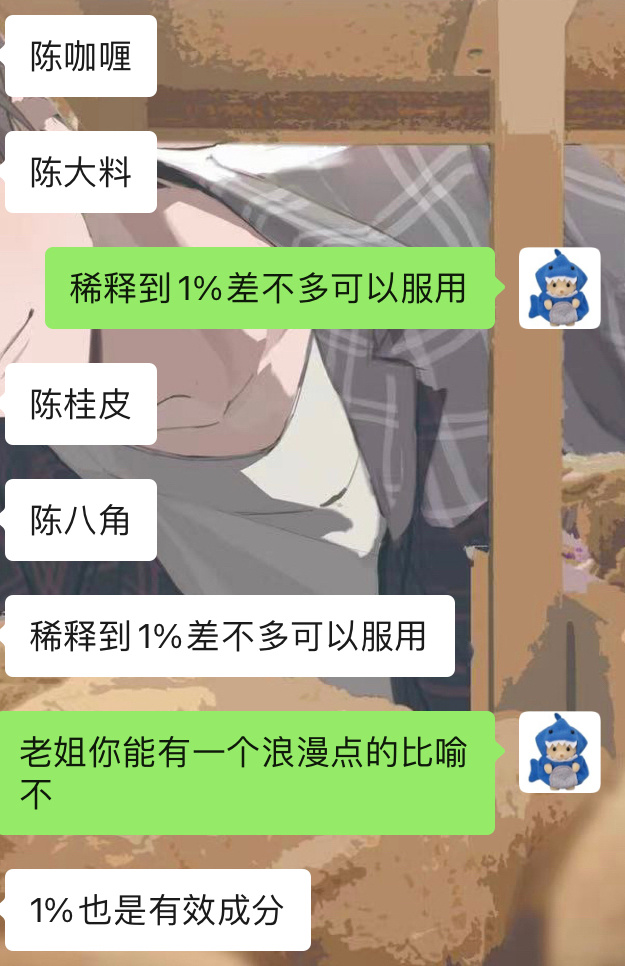 陈咖喱
陈大料
稀释到1%差不多可以服用
陈桂皮
陈八角
稀释到1%差不多可以服用
老姐你能有一个浪漫点的比喻
不
1%也是有效成分